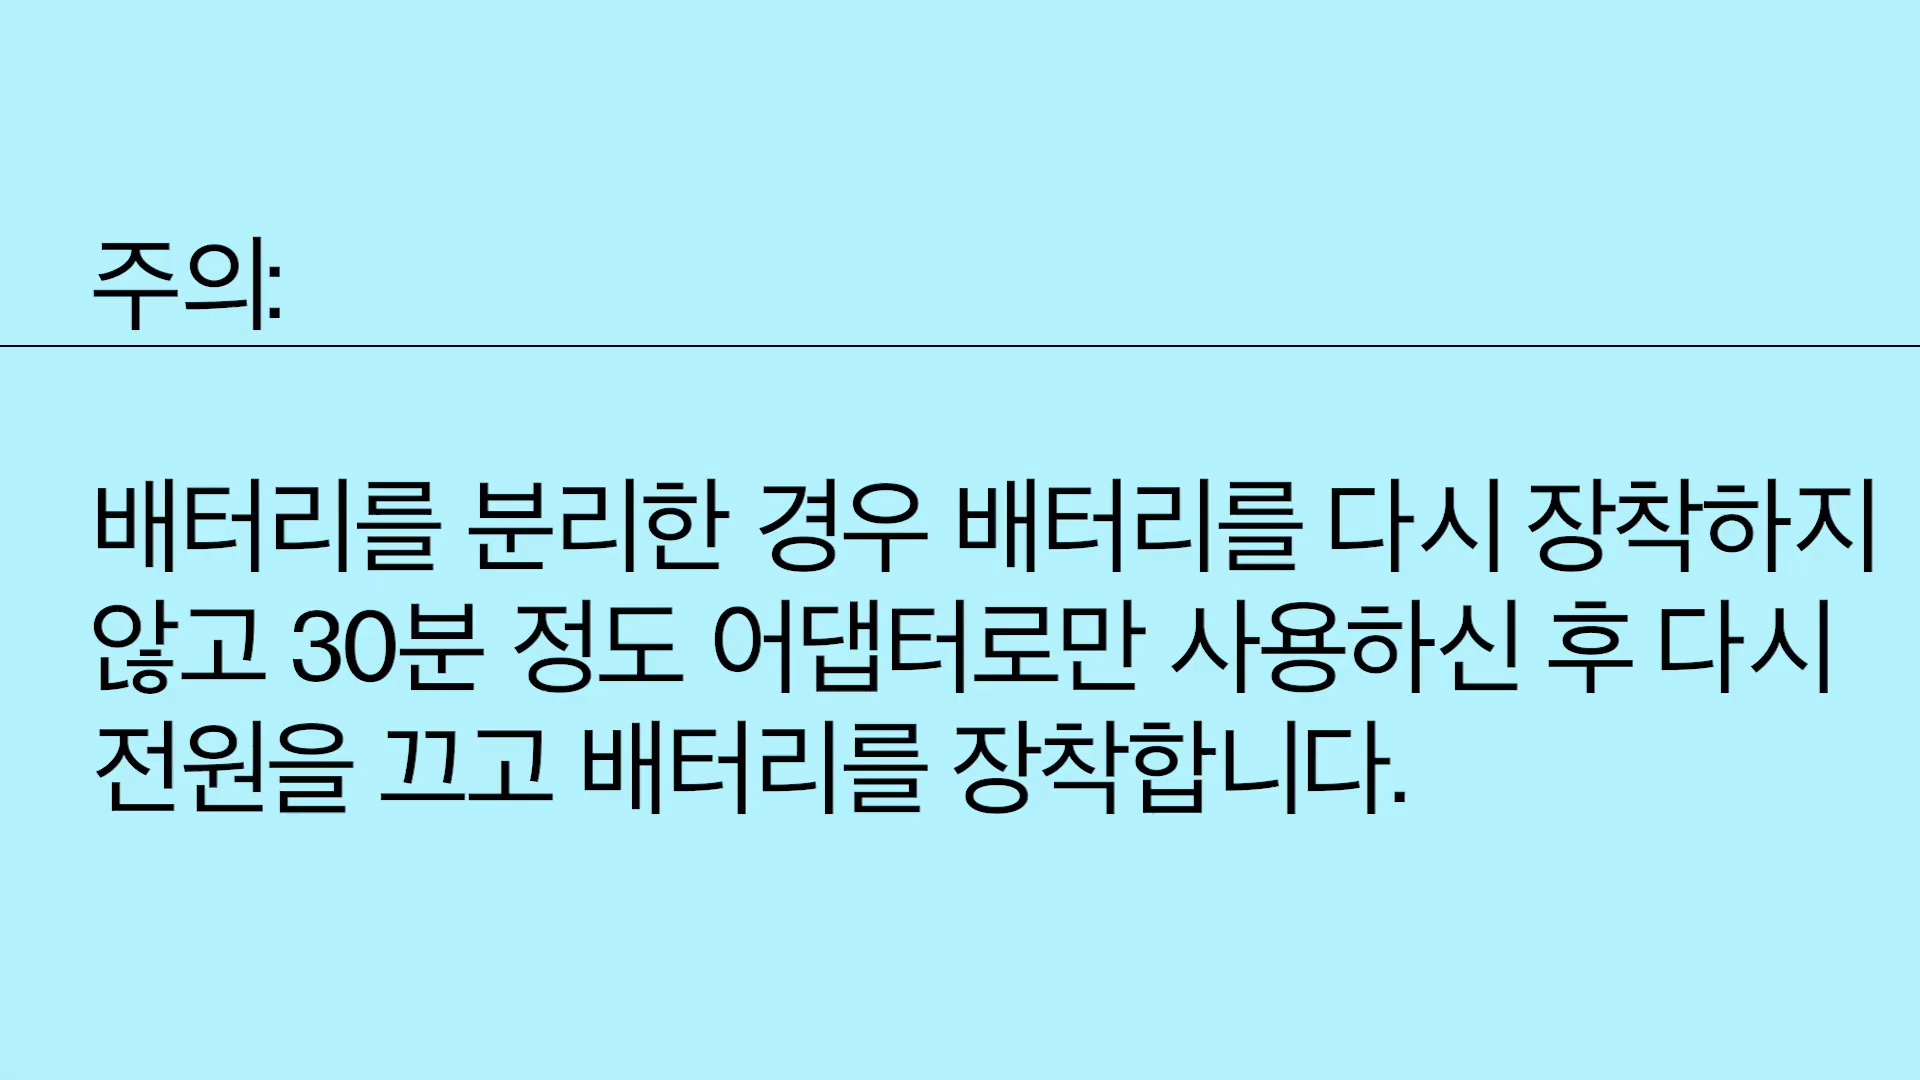 주의:
배터리를 분리한 경우 배터리를 다시 장착하지
않고 30분 정도 어댑터로만 사용하신 후 다시
전원을 끄고 배터리를 장착합니다.